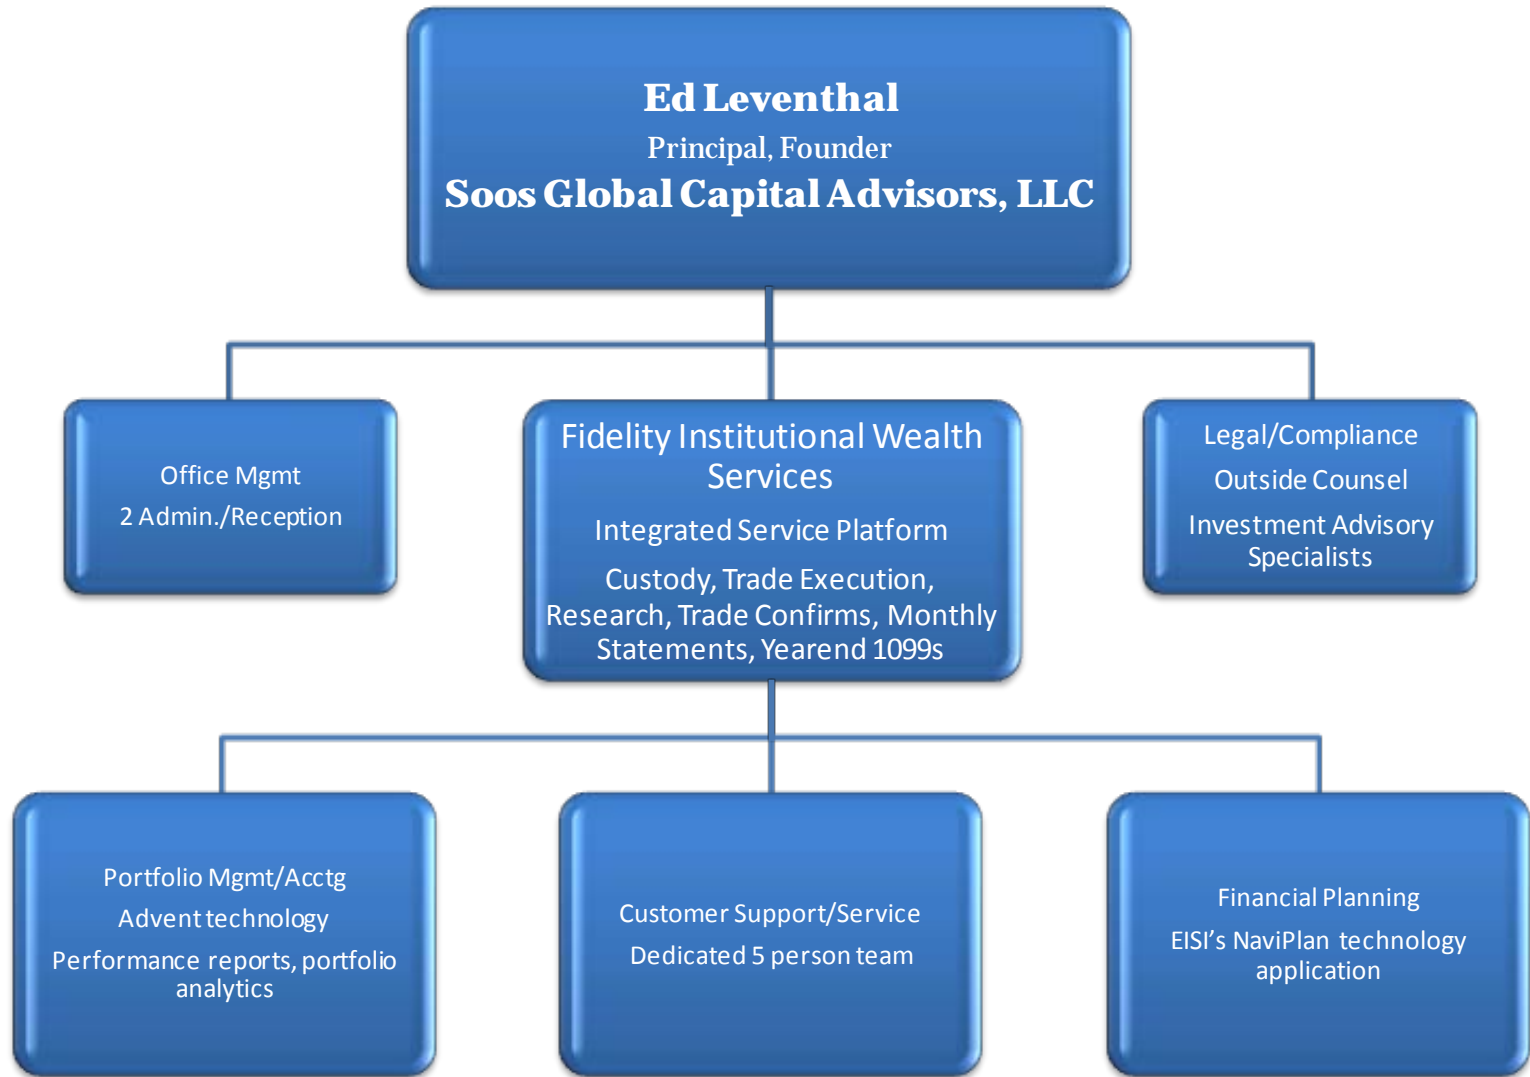 Ed Leventhal
Principal, Founder
Soos Global Capital Advisors, LLC
Office Mgmt
2 Admin./Reception
Fidelity Institutional Wealth
Services
Integrated Service Platform
Custody, Trade Execution,
Research, Trade Confirms, Monthly
Statements, Yearend 1099s
Legal/Compliance
Outside Counsel
Investment Advisory
Specialists
Portfolio Mgmt/Acctg
Advent technology
Performance reports, portfolio
analytics
Customer Support/Service
Dedicated 5 person team
Financial Planning
EISI’s NaviPlan technology
application